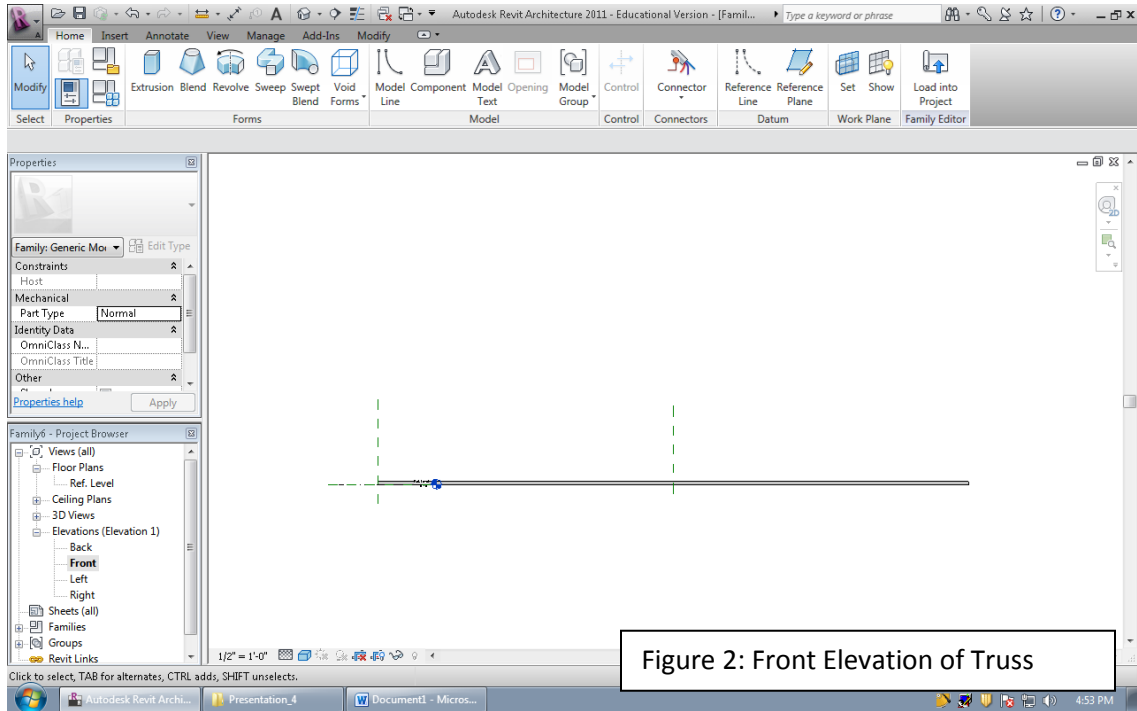 Autodesk Revit Architecture 2011 - Educational Version - [Famil... Type a keyword or phrase
Home Insert Annotate View Manage Add-Ins Modify
Modify Extrusion Blend Revolve Sweep Swept Blend Void Forms Model Line Component Model Text Opening Model Group Control Connector Reference Line Reference Plane Set Show Load into Project
Select Properties Forms Model Control Connectors Datum Work Plane Family Editor
Properties
R
Family: Generic Mo Edit Type
Constraints
Host
Mechanical
Part Type Normal
Identity Data
OmniClass N...
OmniClass Title
Other
Properties help Apply
Family6 - Project Browser
Views (all)
Floor Plans
Ref. Level
Ceiling Plans
3D Views
Elevations (Elevation 1)
Back
Front
Left
Right
Sheets (all)
Families
Groups
Revit Links
2D
1/2" = 1'-0"
Figure 2: Front Elevation of Truss
Click to select, TAB for alternates, CTRL adds, SHIFT unselects.
Autodesk Revit Archi... Presentation_4 Document1 - Micros... 4:53 PM